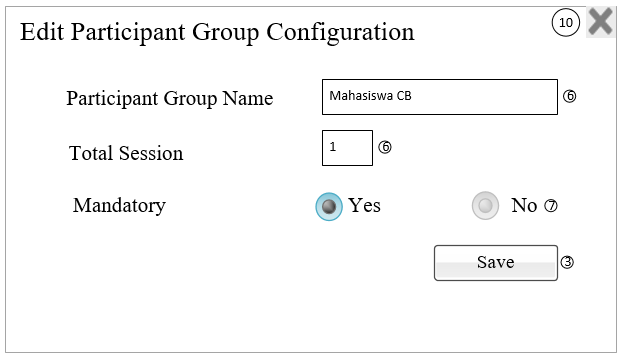 Edit Participant Group Configuration ⑩
Participant Group Name Mahasiswa CB ⑥
Total Session 1 ⑥
Mandatory Yes No ⑦
Save ③